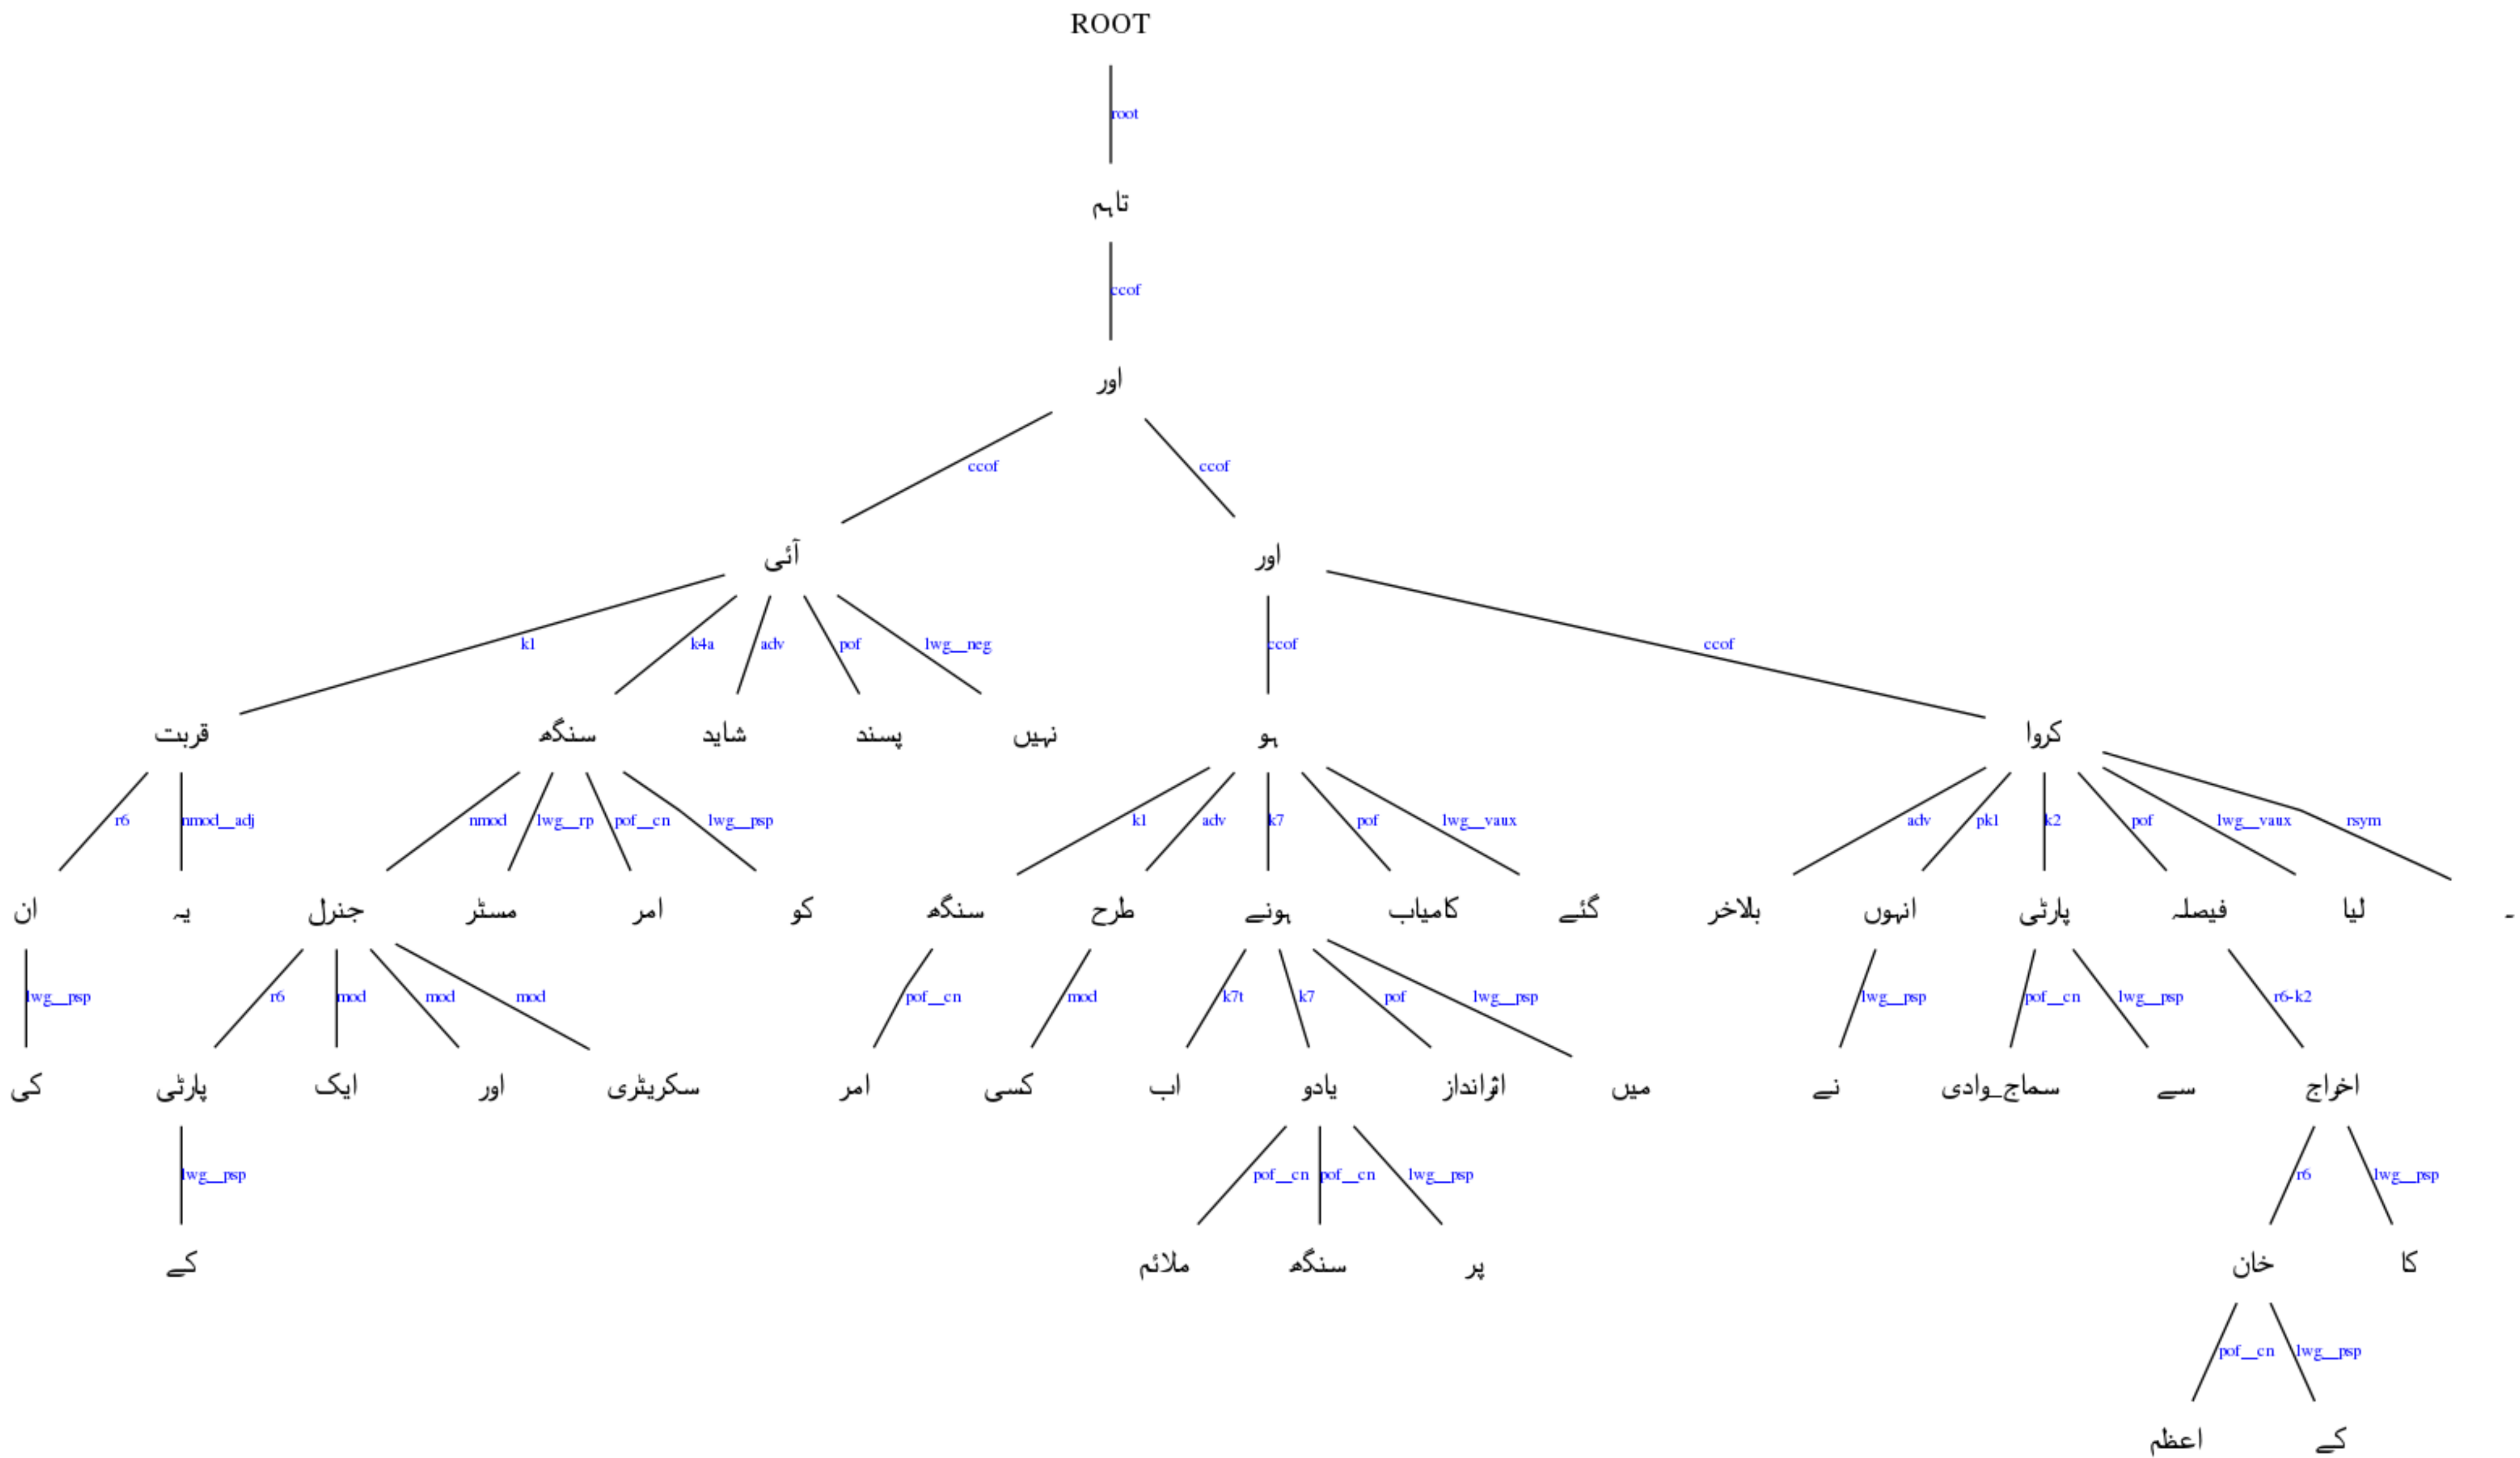 ROOT
root
تاہم
ccof
اور
ccof ccof
آئی اور
k1 k4a adv pof lwg__neg ccof ccof
قربت سنگھ شاید پسند نہیں ہو کروا
r6 nmod__adj nmod lwg__rp pof__cn lwg__psp k1 adv k7 pof lwg__vaux adv pk1 k2 pof lwg__vaux rsym
ان یہ جنرل مسٹر امر کو سنگھ طرح ہونے کامیاب گئے بلاخر انہوں پارٹی فیصلہ لیا ۔
lwg__psp r6 mod mod mod pof__cn mod k7t k7 pof lwg__psp lwg__psp pof__cn lwg__psp r6-k2
کی پارٹی ایک اور سکریٹری امر کسی اب یادو اثرانداز میں نے سماج_وادی سے اخراج
lwg__psp pof__cn pof__cn lwg__psp r6 lwg__psp
کے ملائم سنگھ پر خان کا
pof__cn lwg__psp
اعظم کے